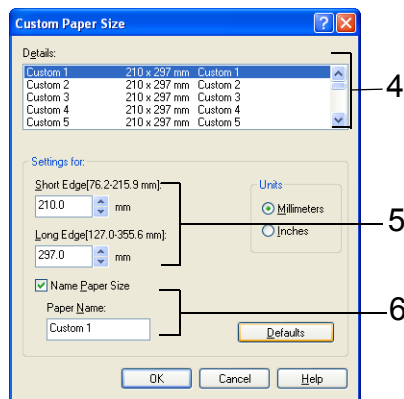 Custom Paper Size
Details:
Custom 1 210 x 297 mm Custom 1
Custom 2 210 x 297 mm Custom 2
Custom 3 210 x 297 mm Custom 3
Custom 4 210 x 297 mm Custom 4
Custom 5 210 x 297 mm Custom 5
4
Settings for:
Short Edge[76.2-215.9 mm]:
210.0 mm
Long Edge[127.0-355.6 mm]:
297.0 mm
Units
Millimeters
Inches
5
Name Paper Size
Paper Name:
Custom 1
6
Defaults
OK Cancel Help